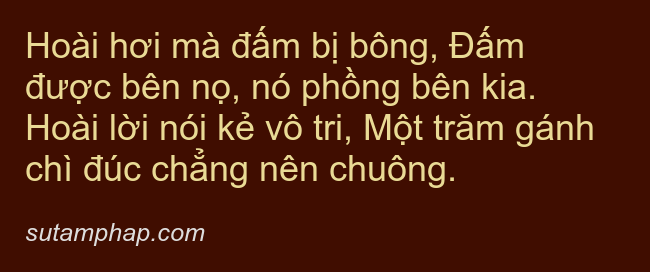 Hoài hơi mà đấm bị bông, Đấm
được bên nọ, nó phồng bên kia.
Hoài lời nói kẻ vô tri, Một trăm gánh
chì đúc chẳng nên chuông.
sutamphap.com